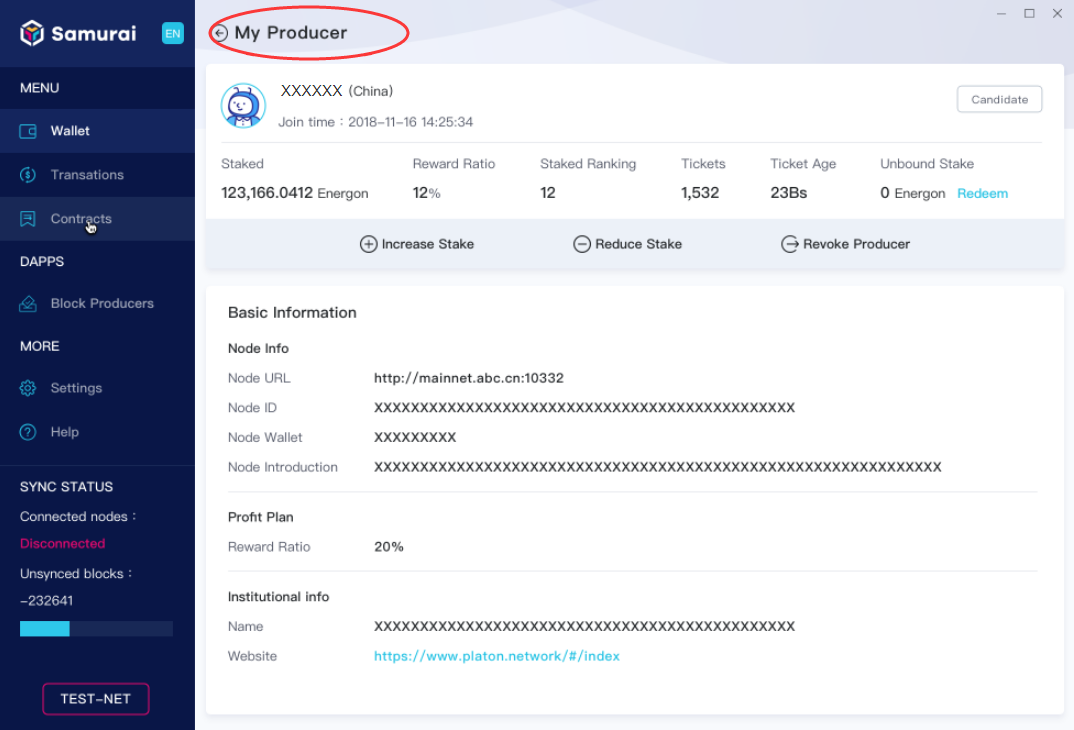 Samurai EN
MENU
Wallet
Transations
Contracts
DAPPS
Block Producers
MORE
Settings
Help
SYNC STATUS
Connected nodes :
Disconnected
Unsynced blocks :
-232641
TEST-NET
My Producer
XXXXXX (China)
Join time : 2018-11-16 14:25:34
Candidate
Staked Reward Ratio Staked Ranking Tickets Ticket Age Unbound Stake
123,166.0412 Energon 12% 12 1,532 23Bs 0 Energon Redeem
Increase Stake Reduce Stake Revoke Producer
Basic Information
Node Info
Node URL http://mainnet.abc.cn:10332
Node ID XXXXXXXXXXXXXXXXXXXXXXXXXXXXXXXXXXXXXXXXXXXXXX
Node Wallet XXXXXXXXX
Node Introduction XXXXXXXXXXXXXXXXXXXXXXXXXXXXXXXXXXXXXXXXXXXXXXXXXXXXXXXXXXXXXX
Profit Plan
Reward Ratio 20%
Institutional info
Name XXXXXXXXXXXXXXXXXXXXXXXXXXXXXXXXXXXXXXXXXXXXXX
Website https://www.platon.network/#/index